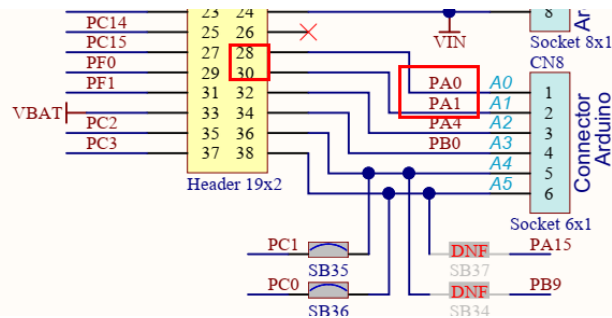 23 24
PC14 25 26
PC15 27 28
PF0 29 30
PF1 31 32
VBAT 33 34
PC2 35 36
PC3 37 38
Header 19x2
VIN
8
Ar
Socket 8x1
CN8
PA0 A0 1
PA1 A1 2
PA4 A2 3
PB0 A3 4
A4 5
A5 6
Connector
Arduino
Socket 6x1
PC1 SB35
DNF PA15
SB37
PC0 SB36
DNF PB9
SB34